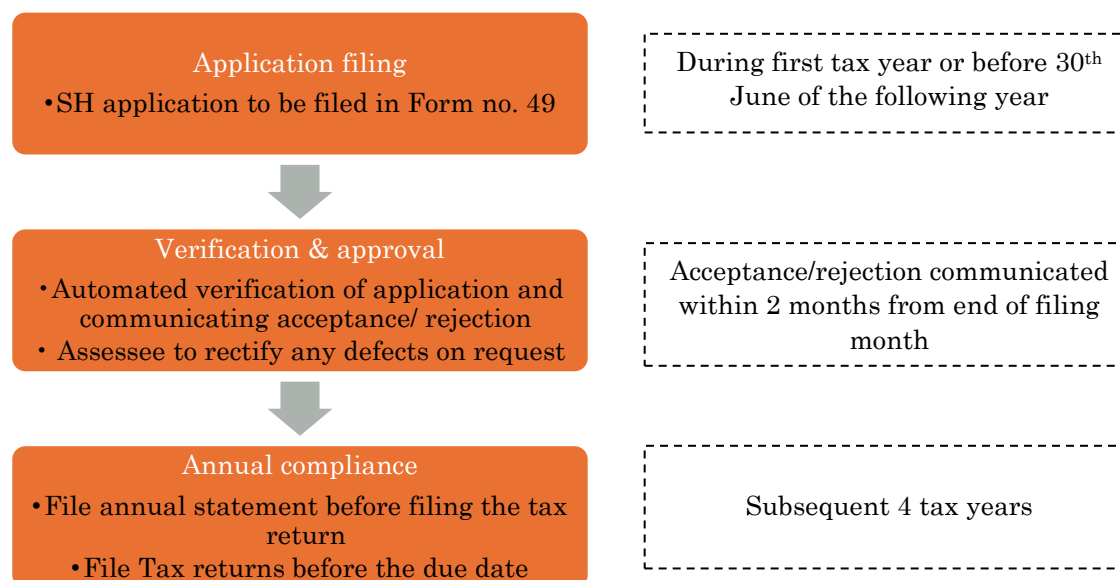 Application filing
•SH application to be filed in Form no. 49
During first tax year or before 30th
June of the following year
Verification & approval
•Automated verification of application and
communicating acceptance/ rejection
• Assessee to rectify any defects on request
Acceptance/rejection communicated
within 2 months from end of filing
month
Annual compliance
•File annual statement before filing the tax
return
•File Tax returns before the due date
Subsequent 4 tax years